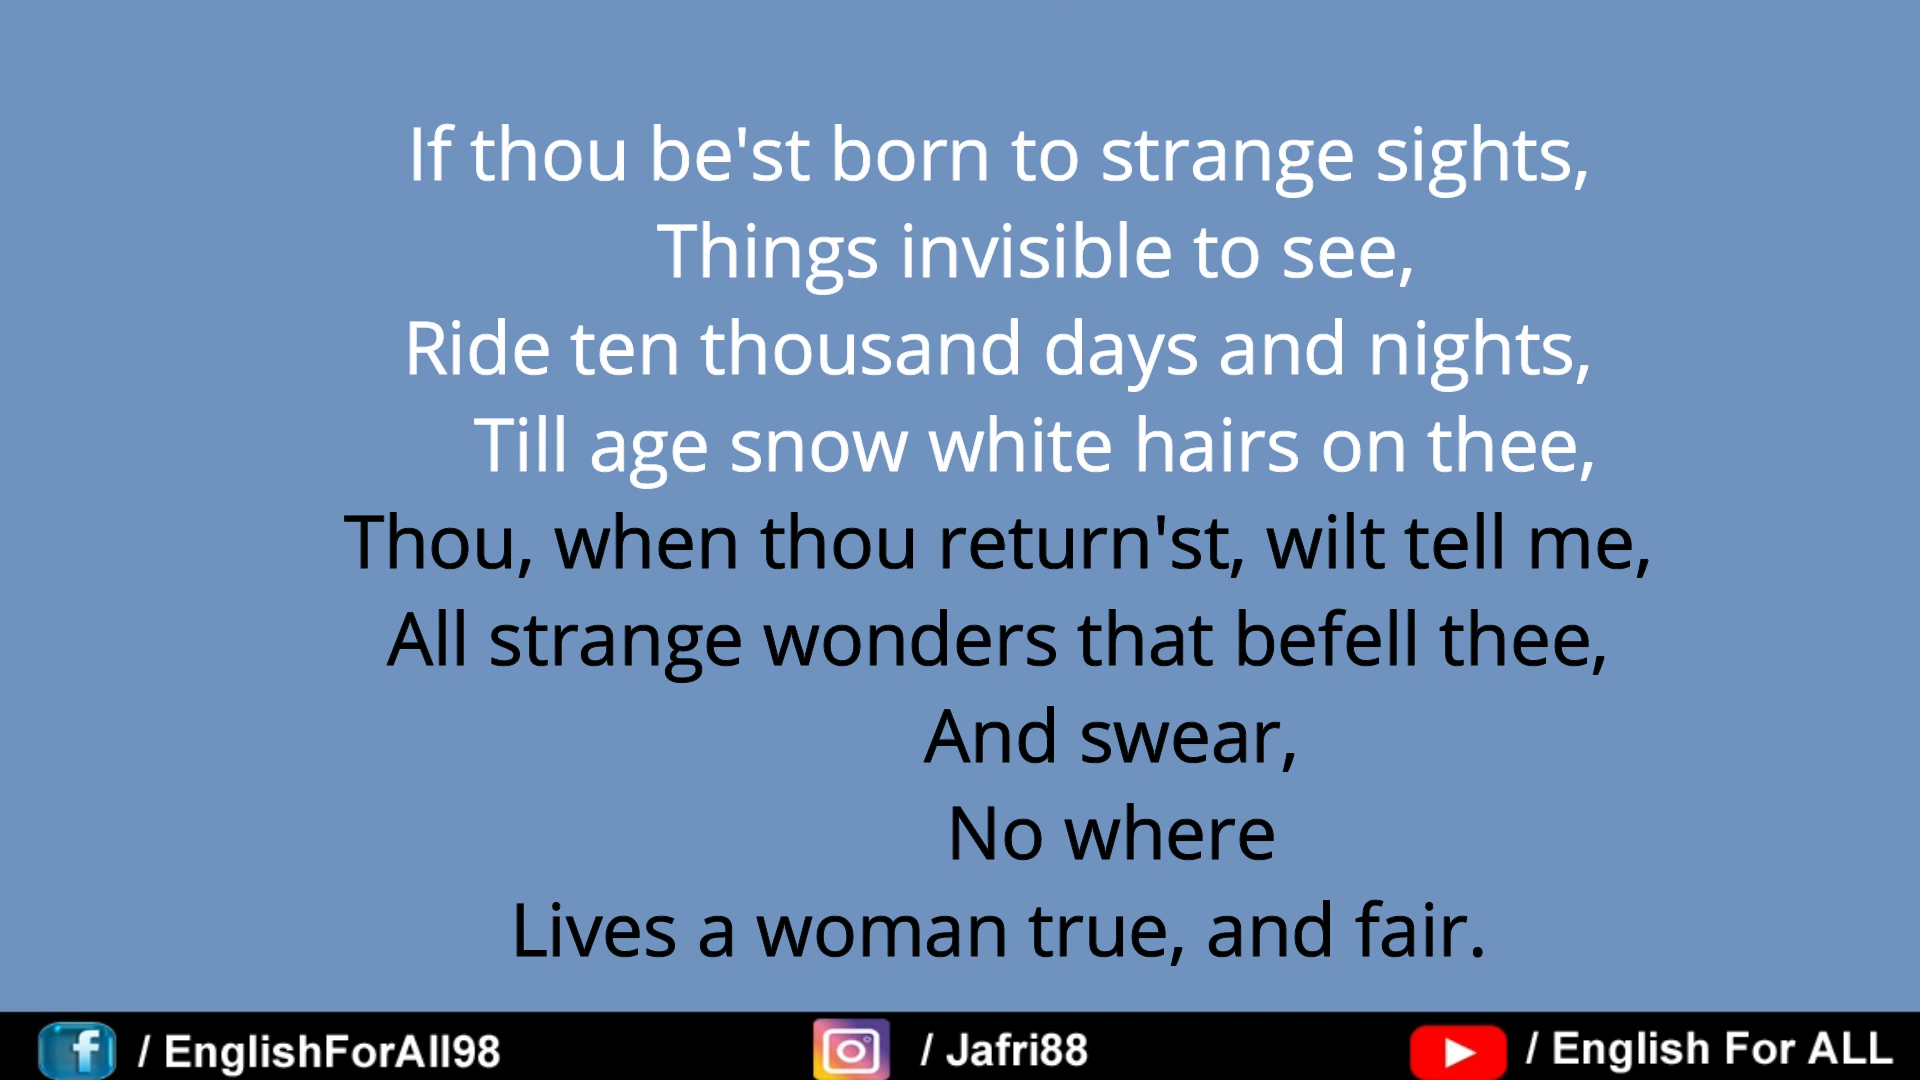 If thou be'st born to strange sights,
Things invisible to see,
Ride ten thousand days and nights,
Till age snow white hairs on thee,
Thou, when thou return'st, wilt tell me,
All strange wonders that befell thee,
And swear,
No where
Lives a woman true, and fair.
f / EnglishForAll98
/ Jafri88
/ English For ALL